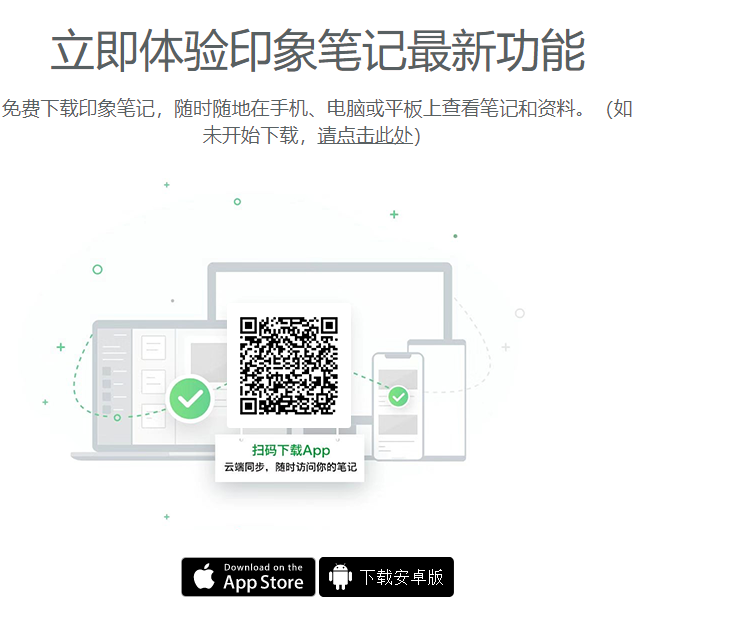 立即体验印象笔记最新功能
免费下载印象笔记，随时随地在手机、电脑或平板上查看笔记和资料。（如
未开始下载，请点击此处）
扫码下载App
云端同步，随时访问你的笔记
Download on the
App Store
下载安卓版